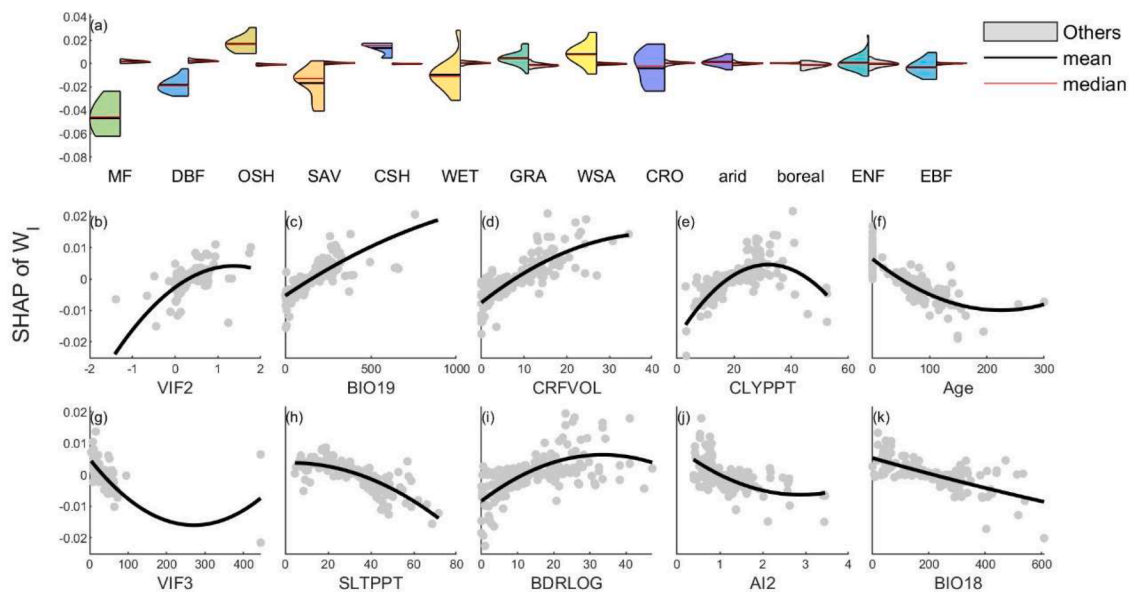 0.04
0.02
0
-0.02
-0.04
-0.06
-0.08
(a)
Others
mean
median
MF DBF OSH SAV CSH WET GRA WSA CRO arid boreal ENF EBF
SHAP of W_I
0.02
0.01
0
-0.01
-0.02
(b) (c) (d) (e) (f)
-2 -1 0 1 2 0 500 1000 0 10 20 30 40 0 20 40 60 0 100 200 300
VIF2 BIO19 CRFVOL CLYPPT Age
0.02
0.01
0
-0.01
-0.02
(g) (h) (i) (j) (k)
0 100 200 300 400 0 20 40 60 80 0 10 20 30 40 0 1 2 3 4 0 200 400 600
VIF3 SLTPPT BDRLOG AI2 BIO18